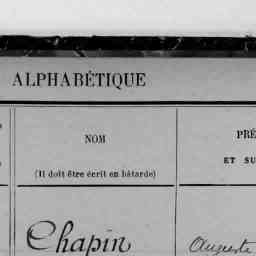 ALPHABÉTIQUE
NOM
PRÉ
(Il doit être écrit en bâtarde)
ET SU
Chapin
Auguste